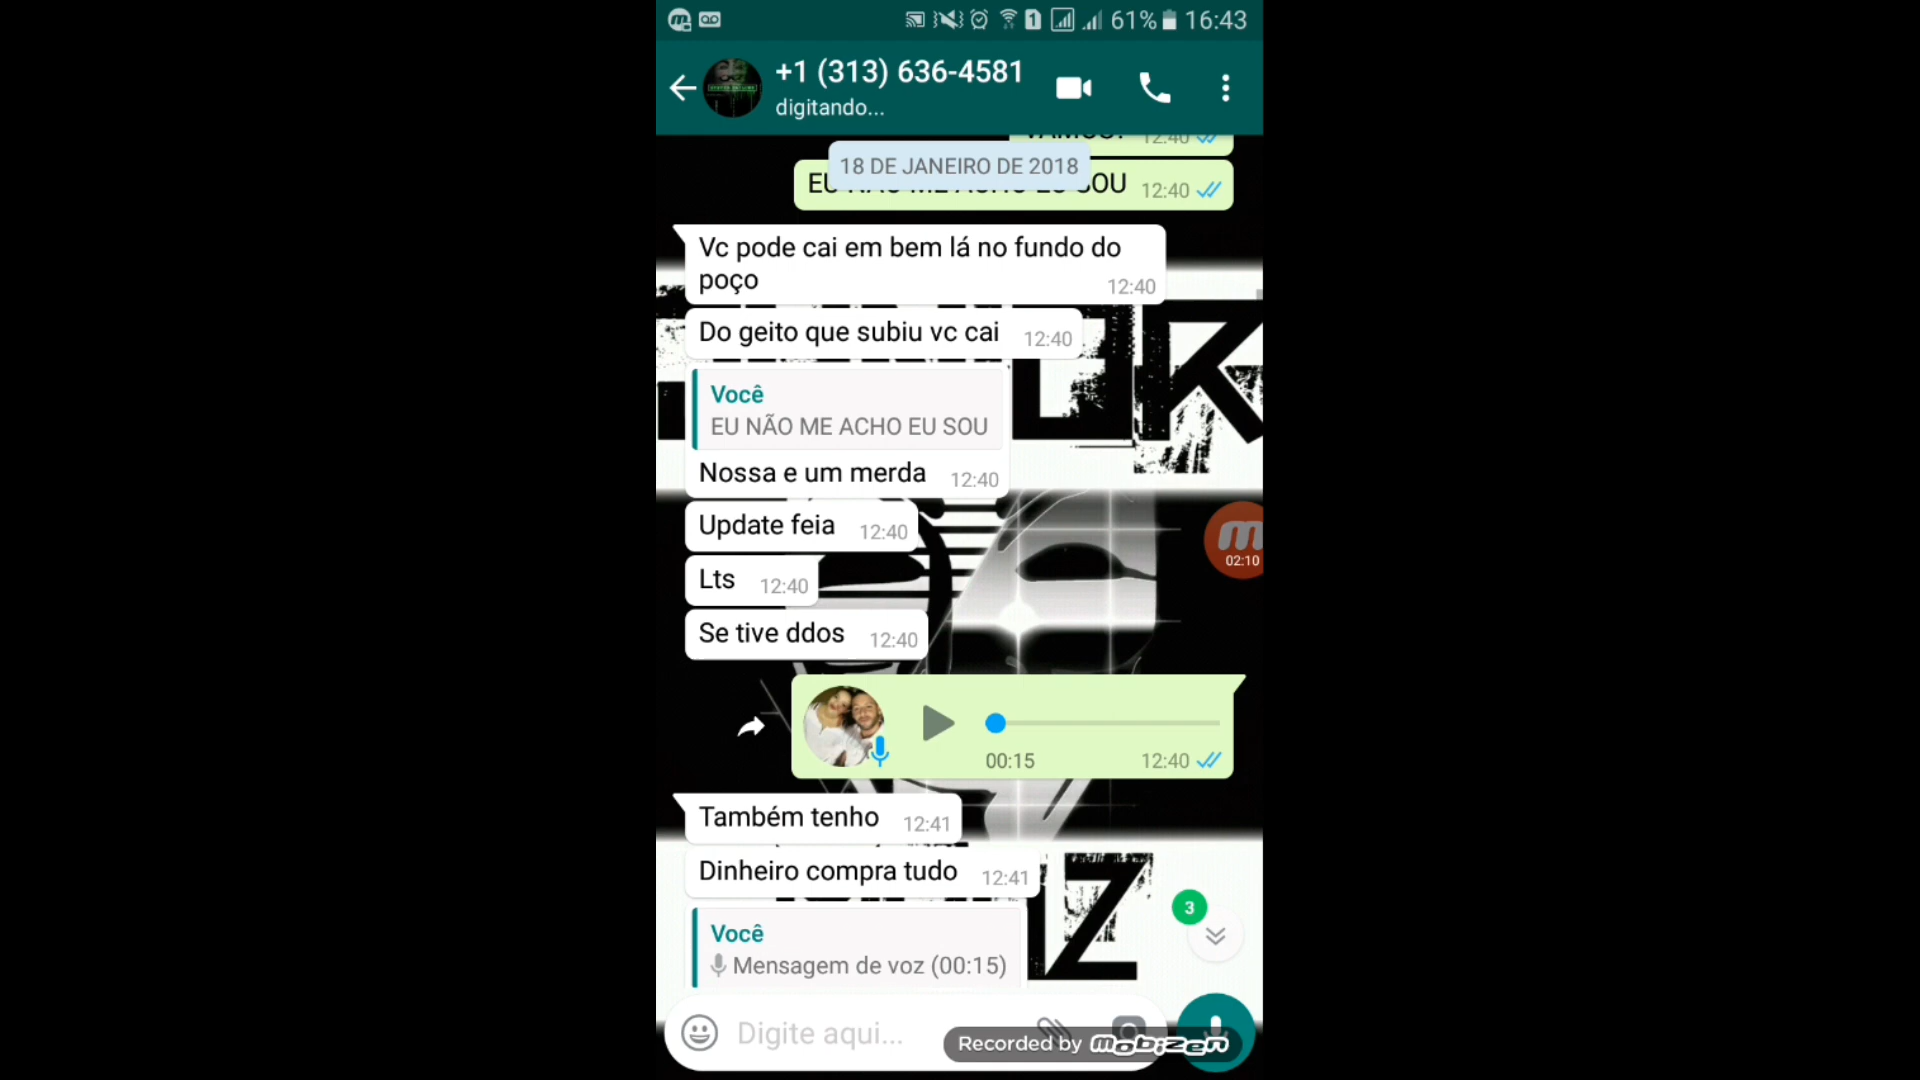 61% 16:43
+1 (313) 636-4581
digitando...
12:40
18 DE JANEIRO DE 2018
SOU 12:40
Vc pode cai em bem lá no fundo do
poço 12:40
Do geito que subiu vc cai 12:40
Você
EU NÃO ME ACHO EU SOU
Nossa e um merda 12:40
Update feia 12:40
Lts 12:40
Se tive ddos 12:40
02:10
00:15 12:40
Também tenho 12:41
Dinheiro compra tudo 12:41
3
Você
Mensagem de voz (00:15)
Digite aqui...
Recorded by mobizen